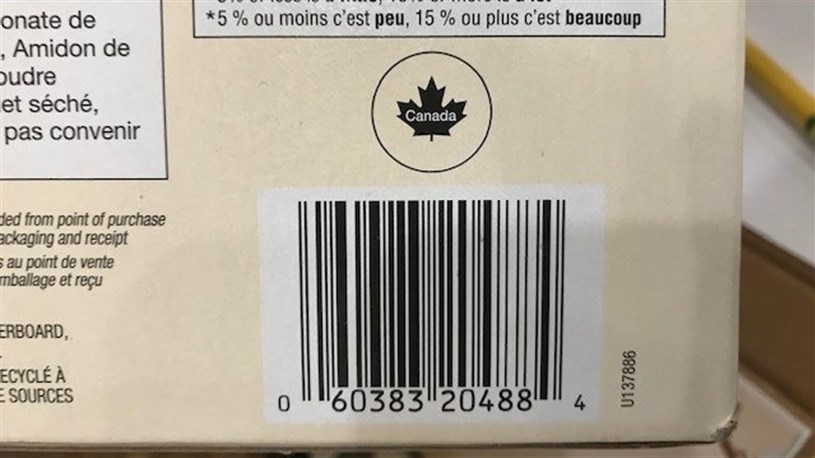 *5 % ou moins c'est peu, 15 % ou plus c'est beaucoup
onate de
, Amidon de
oudre
et séché,
pas convenir
Canada
ded from point of purchase
ackaging and receipt
s au point de vente
mballage et reçu
ERBOARD,
ECYCLÉ À
E SOURCES
0 60383 20488 4
U137886